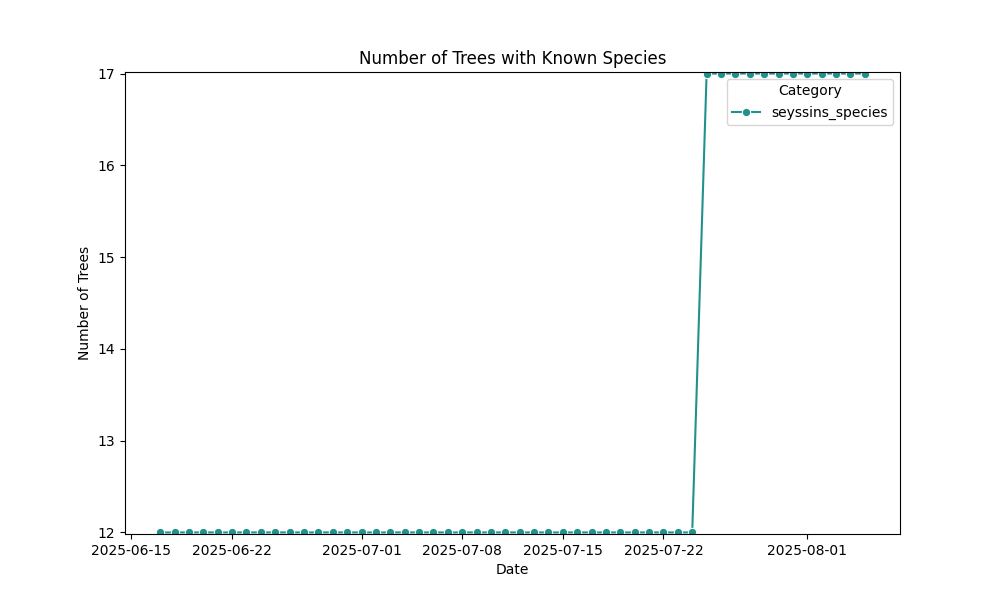 Number of Trees with Known Species
Number of Trees
17
16
15
14
13
12
Category
seyssins_species
2025-06-15 2025-06-22 2025-07-01 2025-07-08 2025-07-15 2025-07-22 2025-08-01
Date